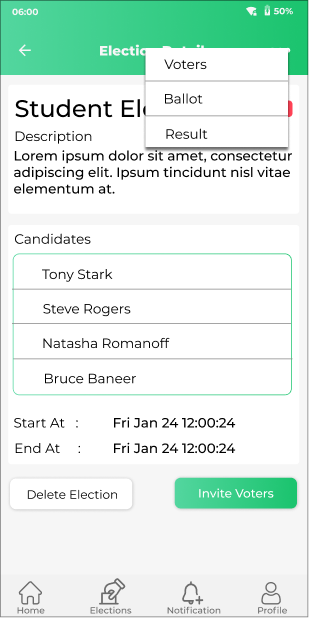 06:00
50%
Election
Voters
Student
Ballot
Result
Description
Lorem ipsum dolor sit amet, consectetur
adipiscing elit. Ipsum tincidunt nisl vitae
elementum at.
Candidates
Tony Stark
Steve Rogers
Natasha Romanoff
Bruce Baneer
Start At : Fri Jan 24 12:00:24
End At : Fri Jan 24 12:00:24
Delete Election
Invite Voters
Home
Elections
Notification
Profile